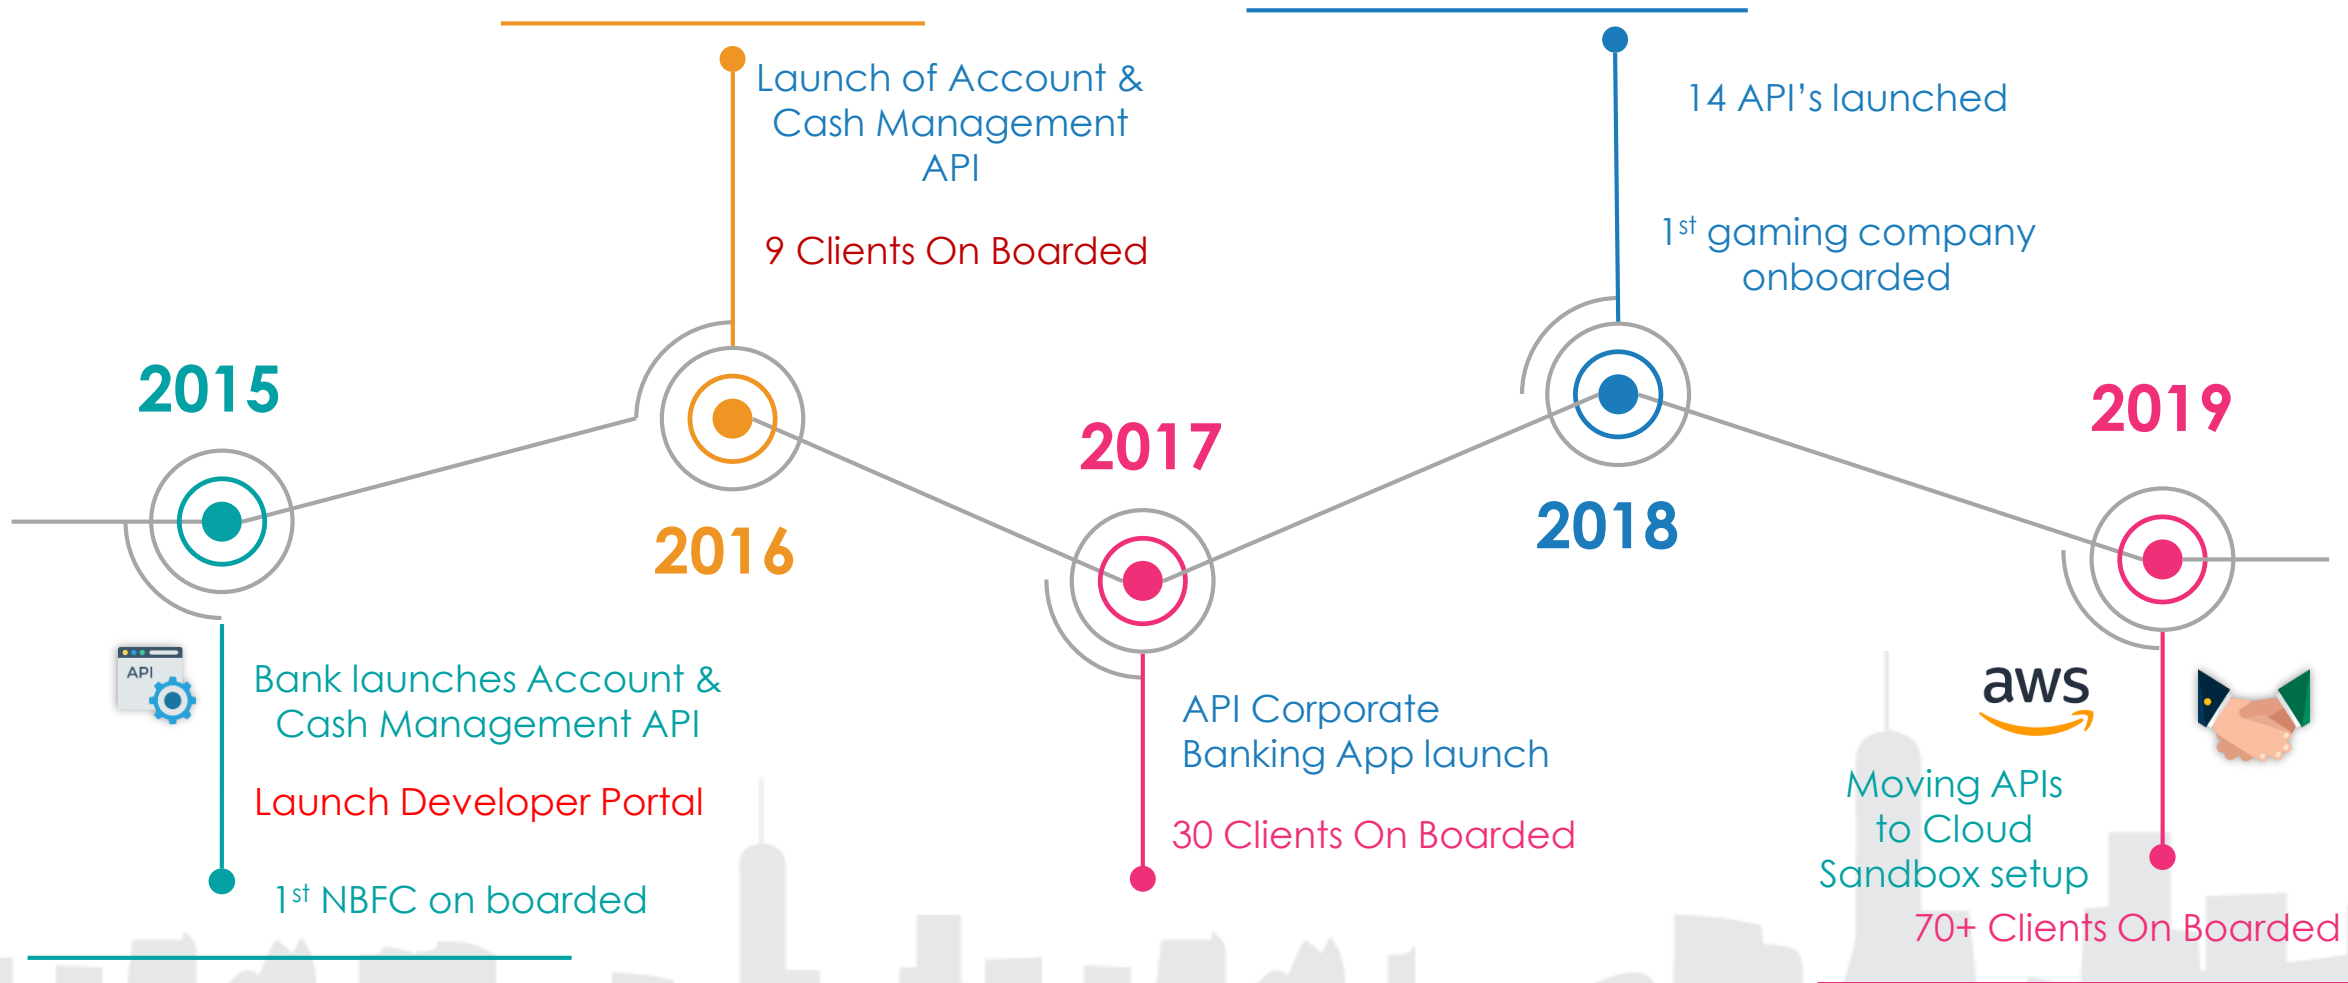 2015
API
Bank launches Account &
Cash Management API
Launch Developer Portal
1st NBFC on boarded
Launch of Account &
Cash Management
API
9 Clients On Boarded
2016
2017
API Corporate
Banking App launch
30 Clients On Boarded
14 API’s launched
1st gaming company
onboarded
2018
2019
aws
Moving APIs
to Cloud
Sandbox setup
70+ Clients On Boarded